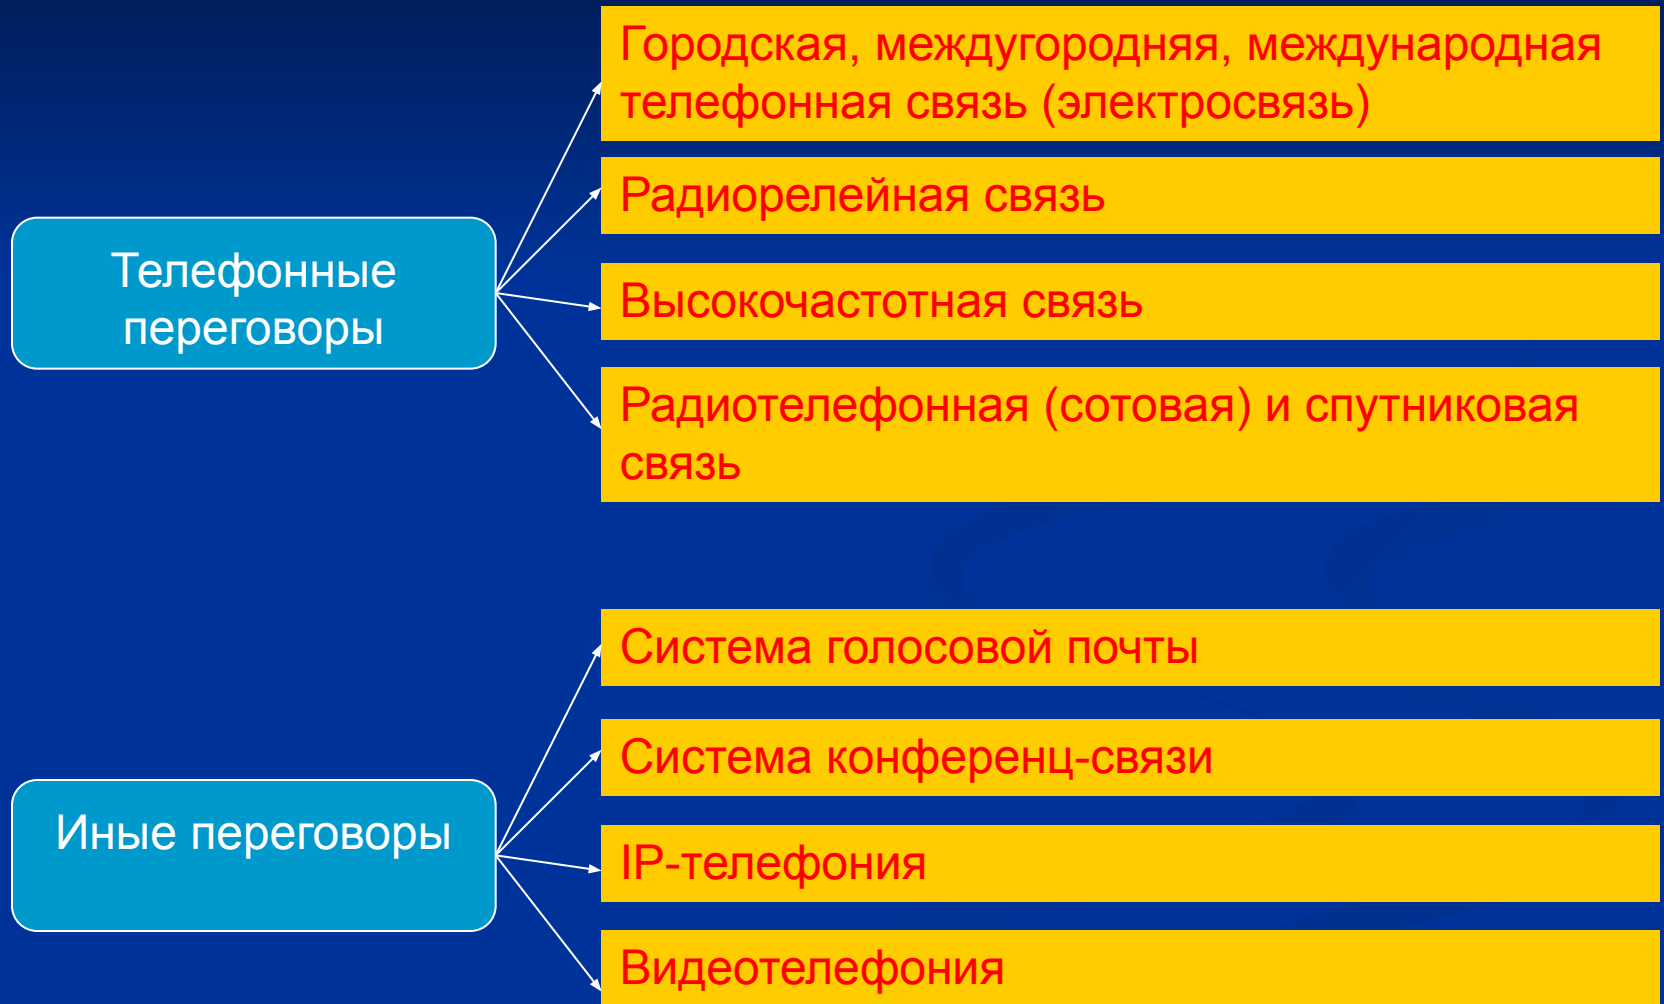 Городская, междугородняя, международная
телефонная связь (электросвязь)
Радиорелейная связь
Телефонные
переговоры
Высокочастотная связь
Радиотелефонная (сотовая) и спутниковая
связь
Система голосовой почты
Система конференц-связи
Иные переговоры
IP-телефония
Видеотелефония